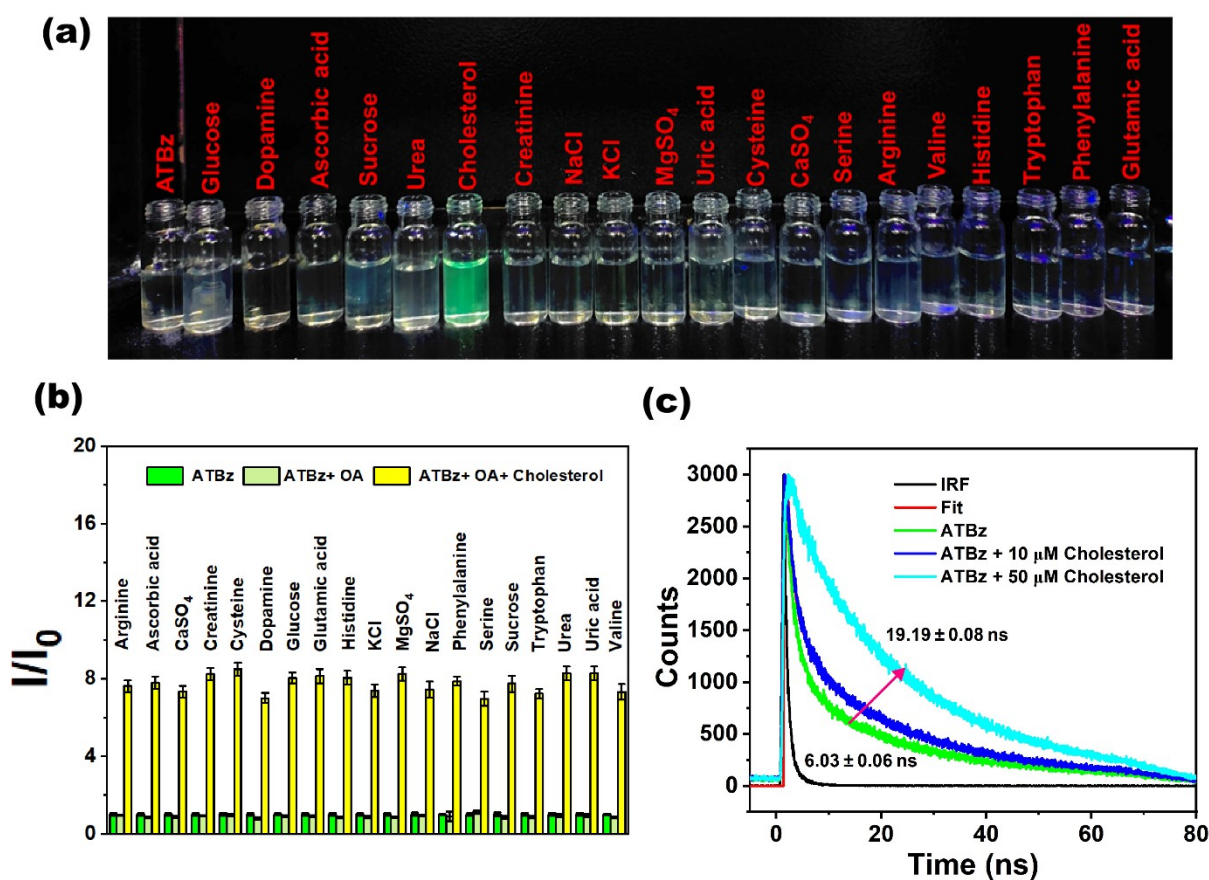 (a)
ATBz
Glucose
Dopamine
Ascorbic acid
Sucrose
Urea
Cholesterol
Creatinine
NaCl
KCl
MgSO₄
Uric acid
Cysteine
CaSO₄
Serine
Arginine
Valine
Histidine
Tryptophan
Phenylalanine
Glutamic acid
(b)
I/I₀
20
16
12
8
4
0
ATBz
ATBz+ OA
ATBz+ OA+ Cholesterol
Arginine
Ascorbic acid
CaSO₄
Creatinine
Cysteine
Dopamine
Glucose
Glutamic acid
Histidine
KCl
MgSO₄
NaCl
Phenylalanine
Serine
Sucrose
Tryptophan
Urea
Uric acid
Valine
(c)
Counts
3000
2500
2000
1500
1000
500
0
IRF
Fit
ATBz
ATBz + 10 μM Cholesterol
ATBz + 50 μM Cholesterol
19.19 ± 0.08 ns
6.03 ± 0.06 ns
0
20
40
60
80
Time (ns)